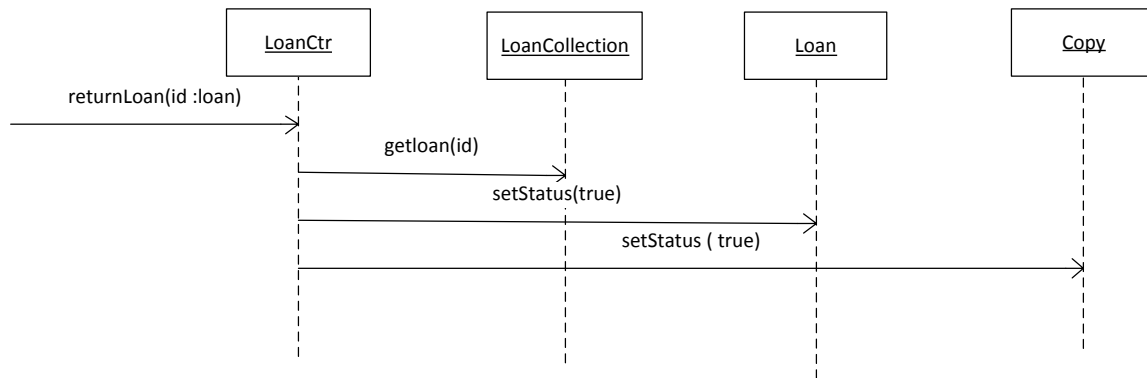 LoanCtr
LoanCollection
Loan
Copy
returnLoan(id :loan)
getloan(id)
setStatus(true)
setStatus ( true)